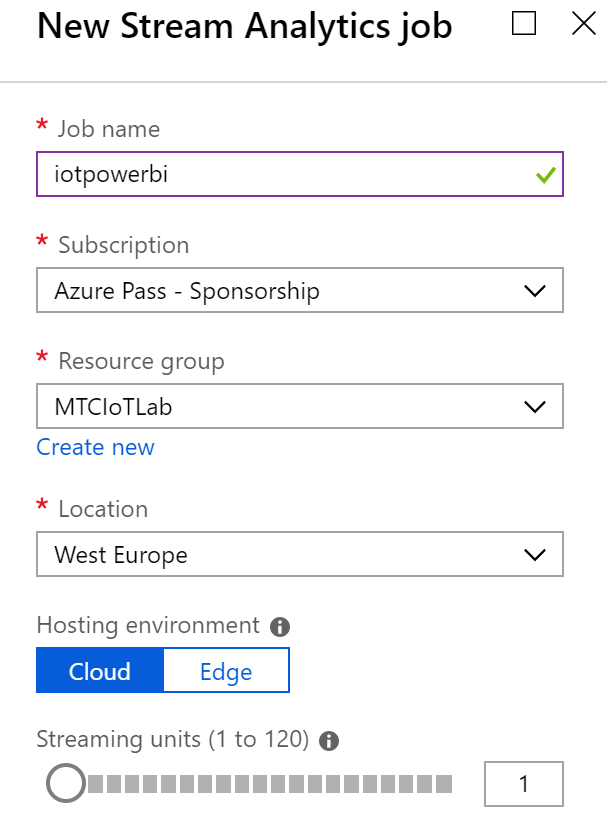 New Stream Analytics job
* Job name
iotpowerbi
* Subscription
Azure Pass - Sponsorship
* Resource group
MTCIoTLab
Create new
* Location
West Europe
Hosting environment
Cloud Edge
Streaming units (1 to 120)
1